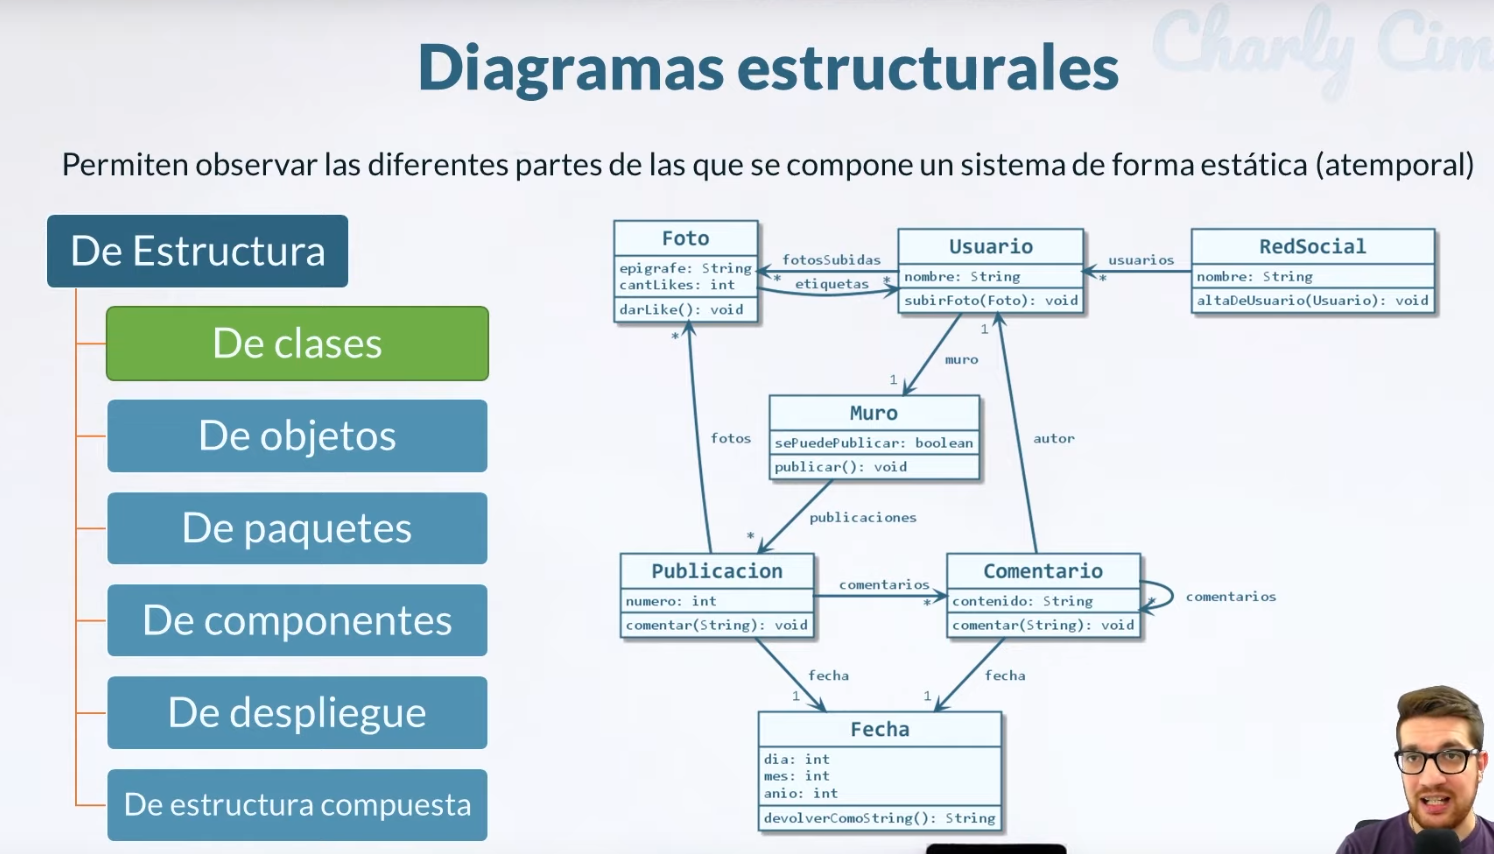 Charly Cim
Diagramas estructurales
Permiten observar las diferentes partes de las que se compone un sistema de forma estática (atemporal)
De Estructura
De clases
De objetos
De paquetes
De componentes
De despliegue
De estructura compuesta
Foto
epigrafe: String
cantLikes: int
darLike(): void
fotosSubidas
*
etiquetas
*
Usuario
nombre: String
subirFoto(Foto): void
usuarios
*
RedSocial
nombre: String
altaDeUsuario(Usuario): void
*
1
muro
1
Muro
sePuedePublicar: boolean
publicar(): void
fotos
autor
publicaciones
*
Publicacion
numero: int
comentar(String): void
comentarios
*
Comentario
contenido: String
comentar(String): void
*
comentarios
fecha
1
fecha
1
Fecha
dia: int
mes: int
anio: int
devolverComoString(): String